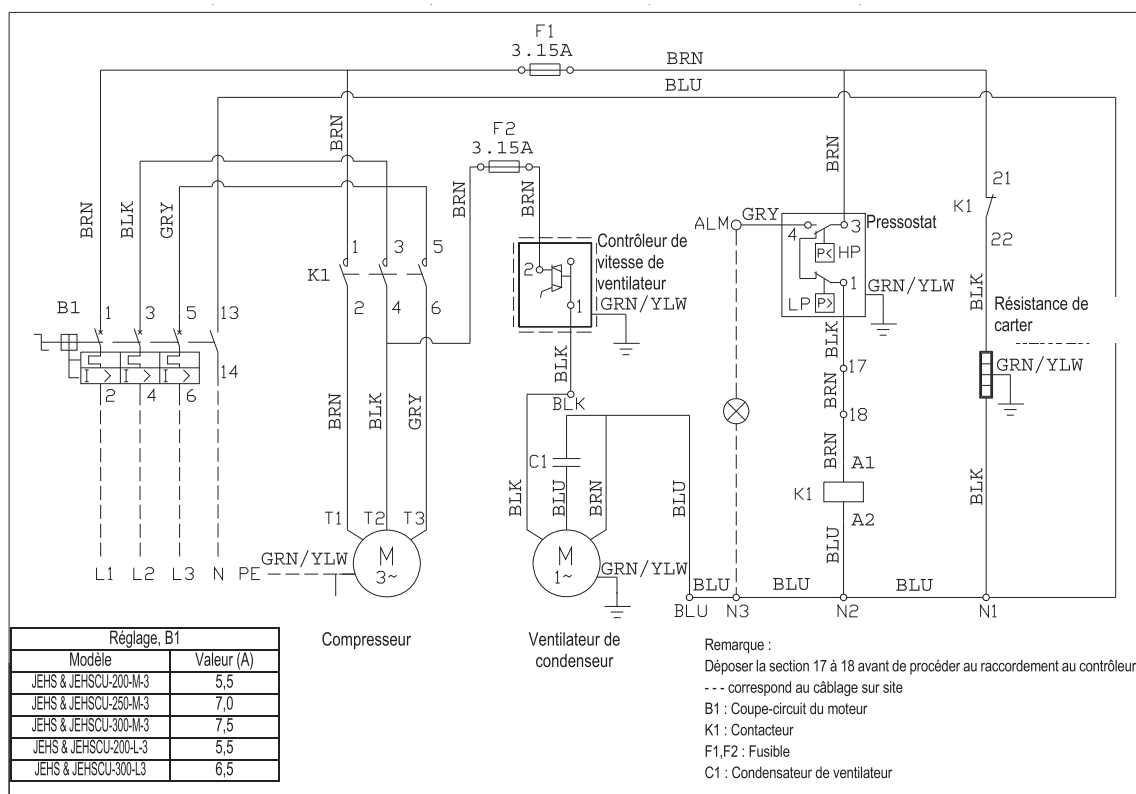 F1
3.15A
BRN
BLU
F2
3.15A
BRN
BRN
BLK
GRY
BRN
BRN
BRN
21
K1
22
ALM
GRY
4
3
Pressostat
P<
HP
1
LP
P>
GRN/YLW
Contrôleur de
vitesse de
ventilateur
2
1
GRN/YLW
K1
1
3
5
2
4
6
B1
1
3
5
13
I >
I >
I >
14
2
4
6
BLK
BLK
BLK
17
BRN
18
BLK
Résistance de
carter
GRN/YLW
BRN
BLK
GRY
C1
BLK
BLU
BRN
BLU
BRN
A1
K1
A2
BLU
BLK
T1
T2
T3
M
3~
M
1~
GRN/YLW
GRN/YLW
L1
L2
L3
N
PE
BLU
BLU
BLU
BLU
N3
N2
N1
Compresseur
Ventilateur de
condenseur
Réglage, B1
Modèle
Valeur (A)
JEHS & JEHSCU-200-M-3
5,5
JEHS & JEHSCU-250-M-3
7,0
JEHS & JEHSCU-300-M-3
7,5
JEHS & JEHSCU-200-L-3
5,5
JEHS & JEHSCU-300-L3
6,5
Remarque :
Déposer la section 17 à 18 avant de procéder au raccordement au contrôleur
- - - correspond au câblage sur site
B1 : Coupe-circuit du moteur
K1 : Contacteur
F1,F2 : Fusible
C1 : Condensateur de ventilateur